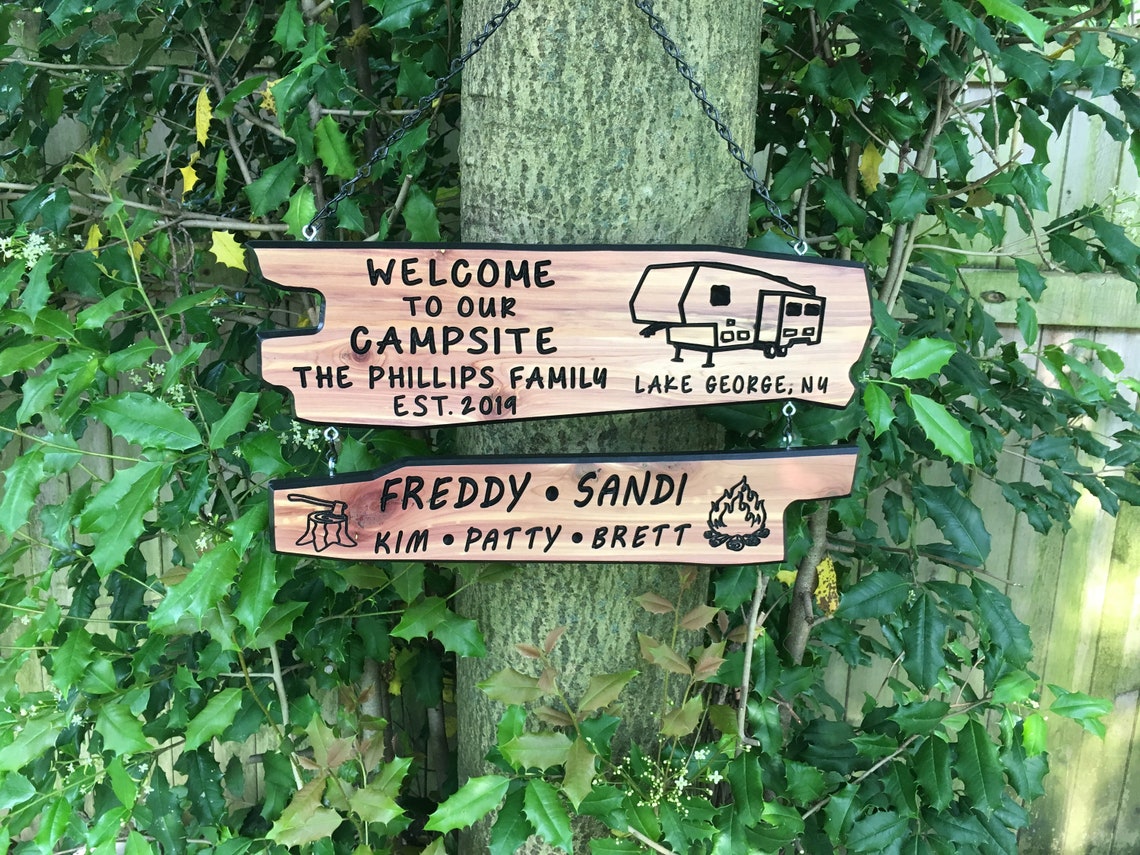 WELCOME
TO OUR
CAMPSITE
THE PHILLIPS FAMILY
EST. 2019
LAKE GEORGE, NY
FREDDY • SANDI
KIM • PATTY • BRETT